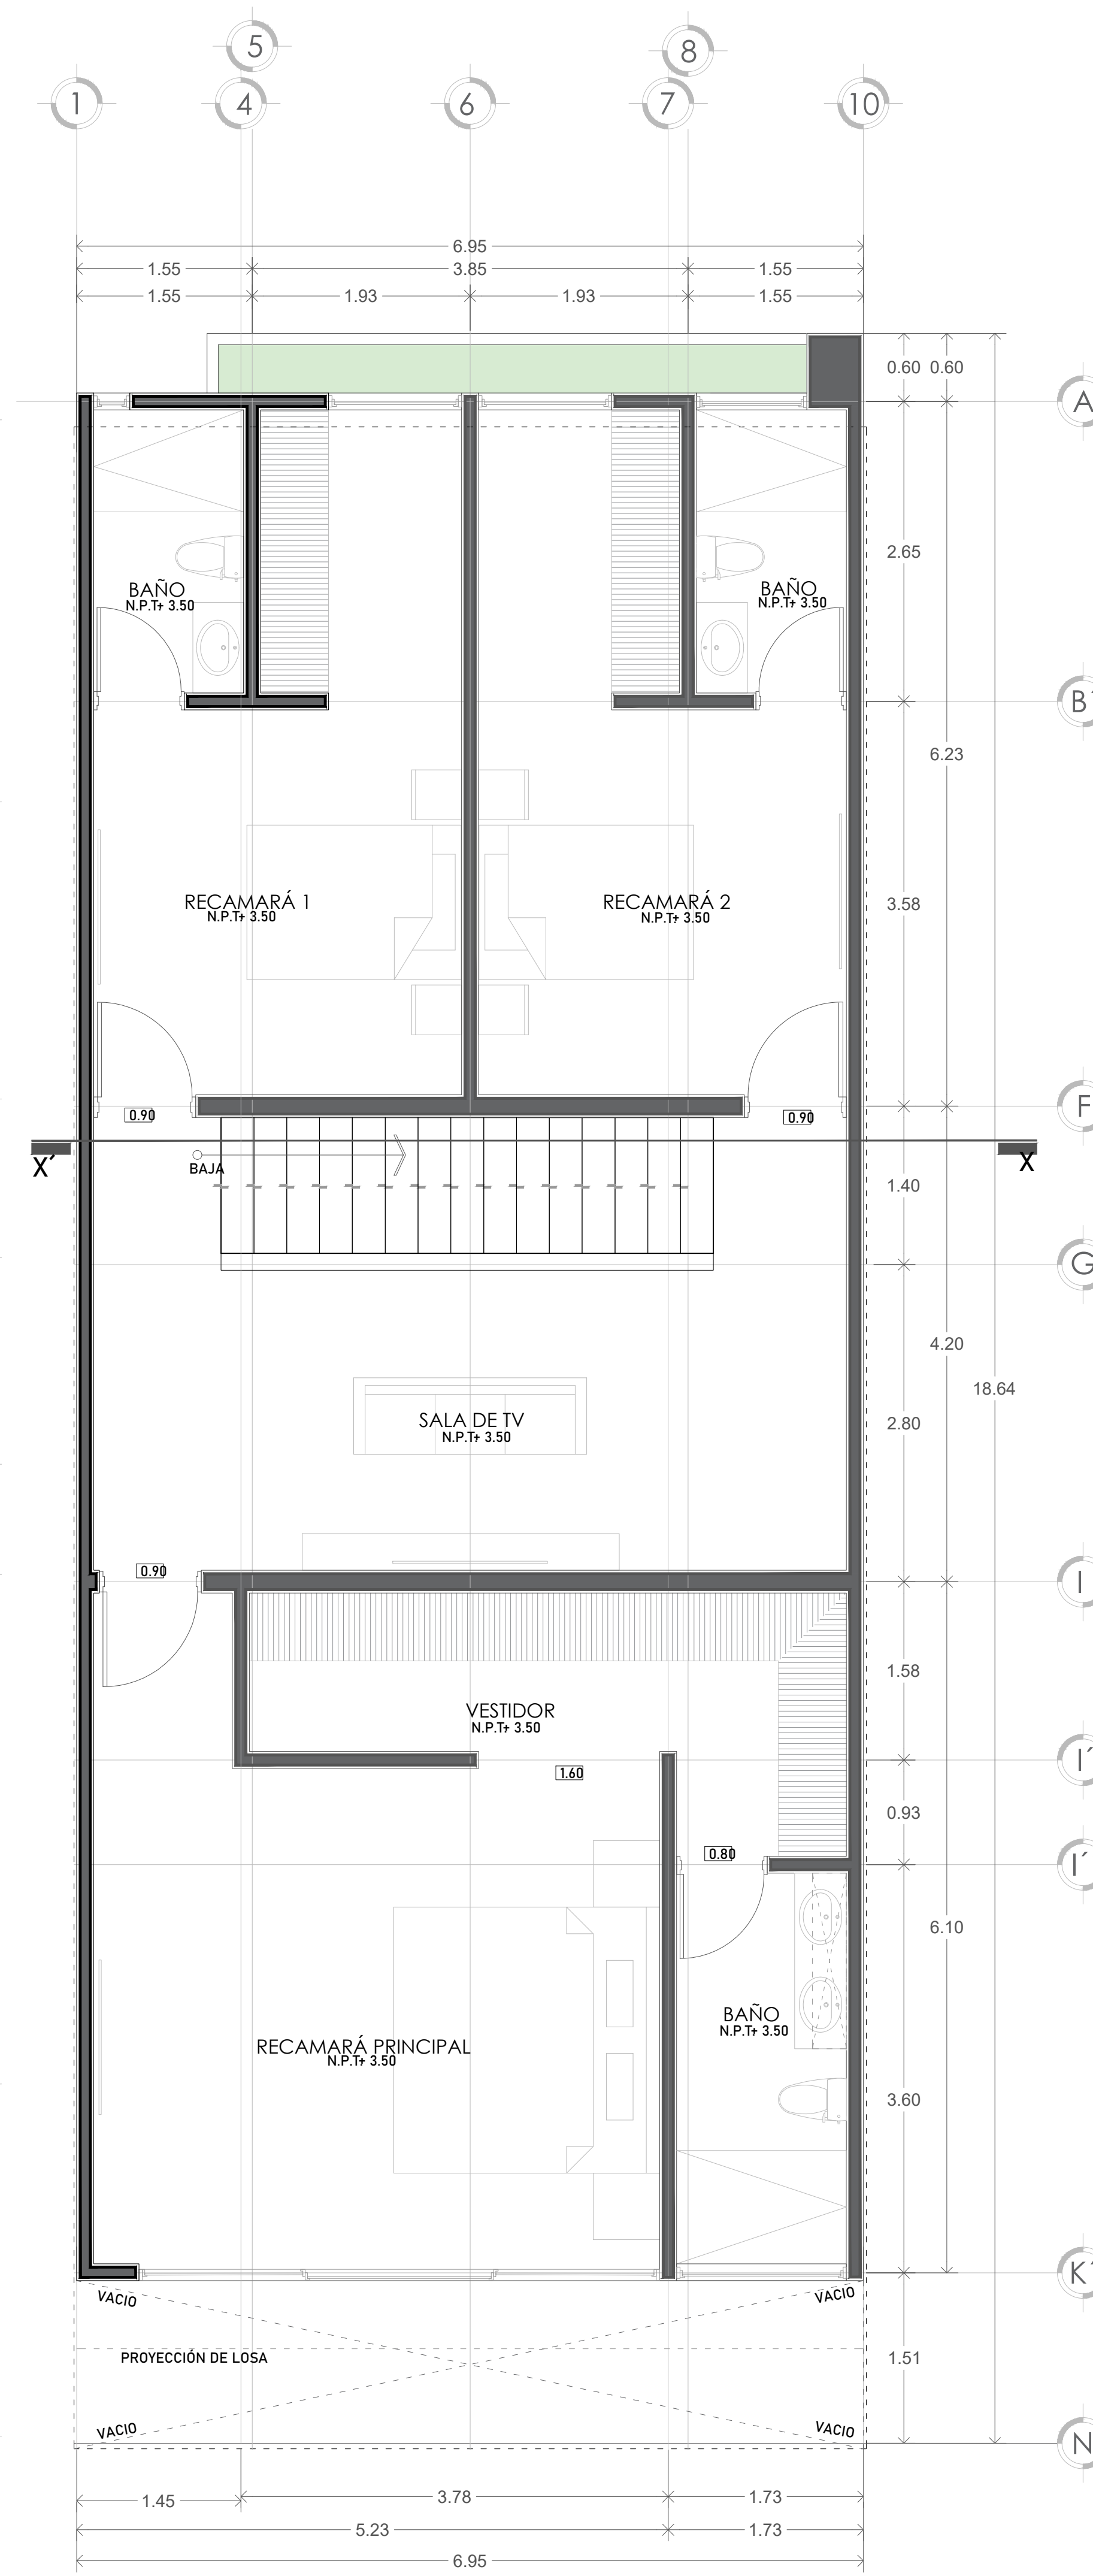 5
8
1
4
6
7
10
6.95
1.55
3.85
1.55
1.55
1.93
1.93
1.55
0.60
0.60
A
2.65
BAÑO
N.P.T+ 3.50
BAÑO
N.P.T+ 3.50
B´
6.23
RECAMARÁ 1
N.P.T+ 3.50
RECAMARÁ 2
N.P.T+ 3.50
3.58
0.90
0.90
F
X´
BAJA
X
1.40
G
4.20
18.64
SALA DE TV
N.P.T+ 3.50
2.80
0.90
I
1.58
VESTIDOR
N.P.T+ 3.50
1.60
I´
0.93
0.80
I´
6.10
BAÑO
N.P.T+ 3.50
RECAMARÁ PRINCIPAL
N.P.T+ 3.50
3.60
K´
VACIO
VACIO
PROYECCIÓN DE LOSA
1.51
VACIO
VACIO
N
1.45
3.78
1.73
5.23
1.73
6.95